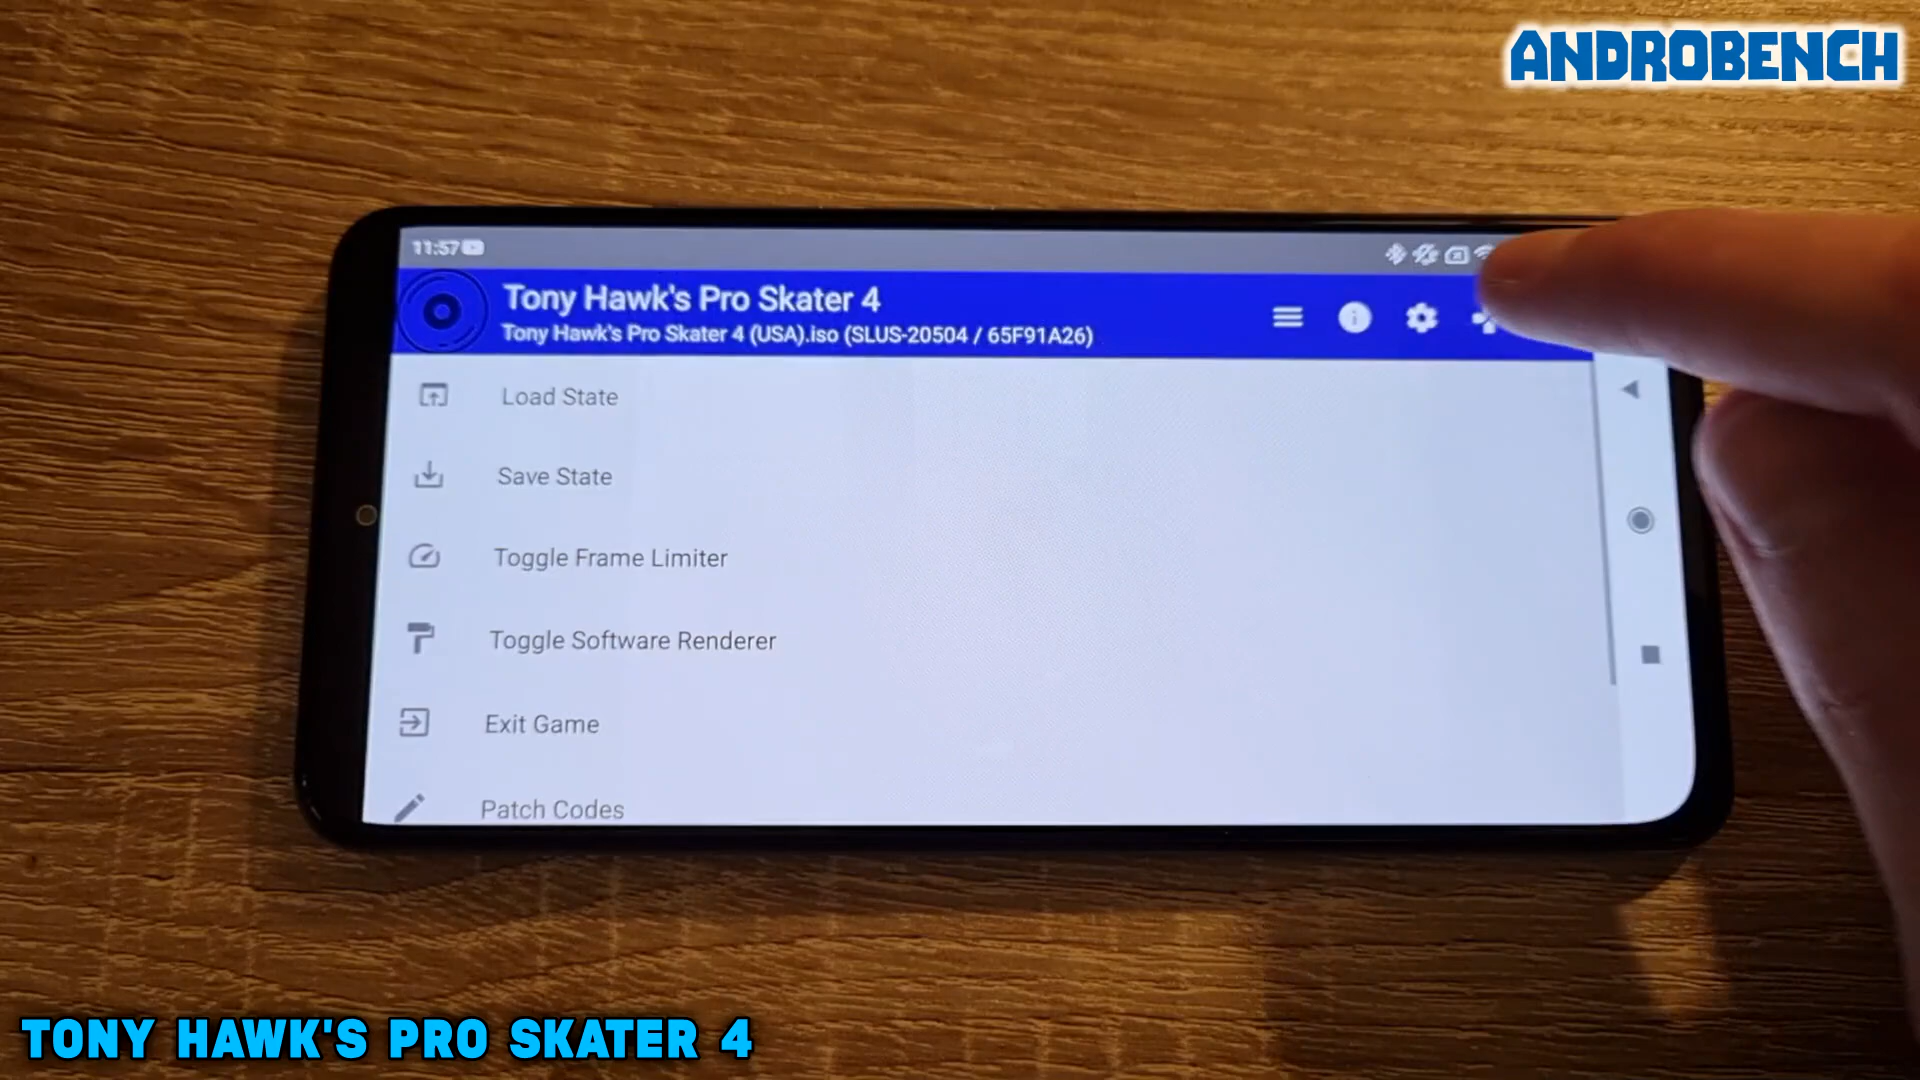 ANDROBENCH
11:57
Tony Hawk's Pro Skater 4
Tony Hawk's Pro Skater 4 (USA).iso (SLUS-20504 / 65F91A26)
Load State
Save State
Toggle Frame Limiter
Toggle Software Renderer
Exit Game
Patch Codes
TONY HAWK'S PRO SKATER 4